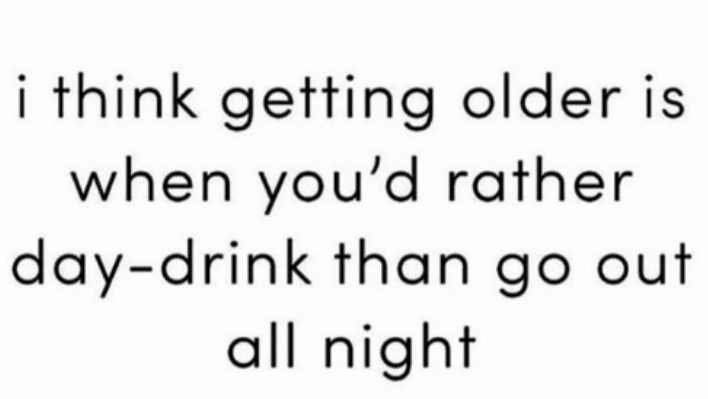 i think getting older is
when you'd rather
day-drink than go out
all night